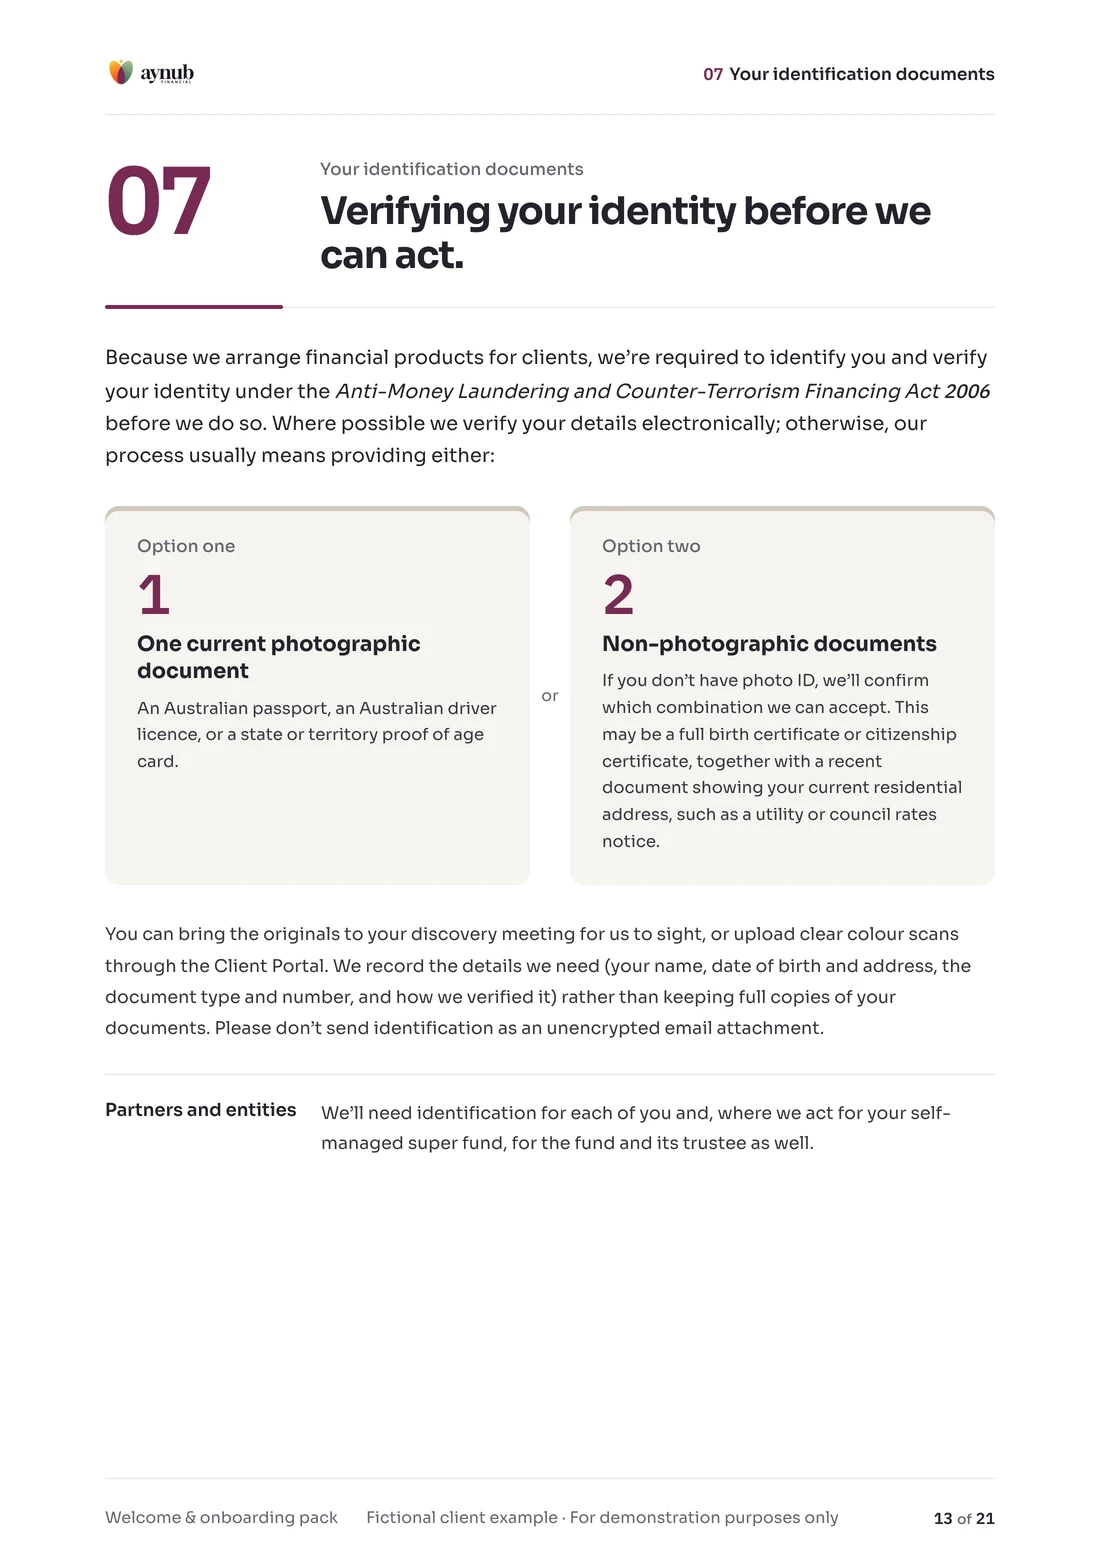 aynub
FINANCIAL
07 Your identification documents
07
Your identification documents
Verifying your identity before we
can act.
Because we arrange financial products for clients, we’re required to identify you and verify
your identity under the Anti-Money Laundering and Counter-Terrorism Financing Act 2006
before we do so. Where possible we verify your details electronically; otherwise, our
process usually means providing either:
Option one
1
One current photographic
document
An Australian passport, an Australian driver
licence, or a state or territory proof of age
card.
or
Option two
2
Non-photographic documents
If you don’t have photo ID, we’ll confirm
which combination we can accept. This
may be a full birth certificate or citizenship
certificate, together with a recent
document showing your current residential
address, such as a utility or council rates
notice.
You can bring the originals to your discovery meeting for us to sight, or upload clear colour scans
through the Client Portal. We record the details we need (your name, date of birth and address, the
document type and number, and how we verified it) rather than keeping full copies of your
documents. Please don’t send identification as an unencrypted email attachment.
Partners and entities
We’ll need identification for each of you and, where we act for your self-
managed super fund, for the fund and its trustee as well.
Welcome & onboarding pack Fictional client example · For demonstration purposes only 13 of 21